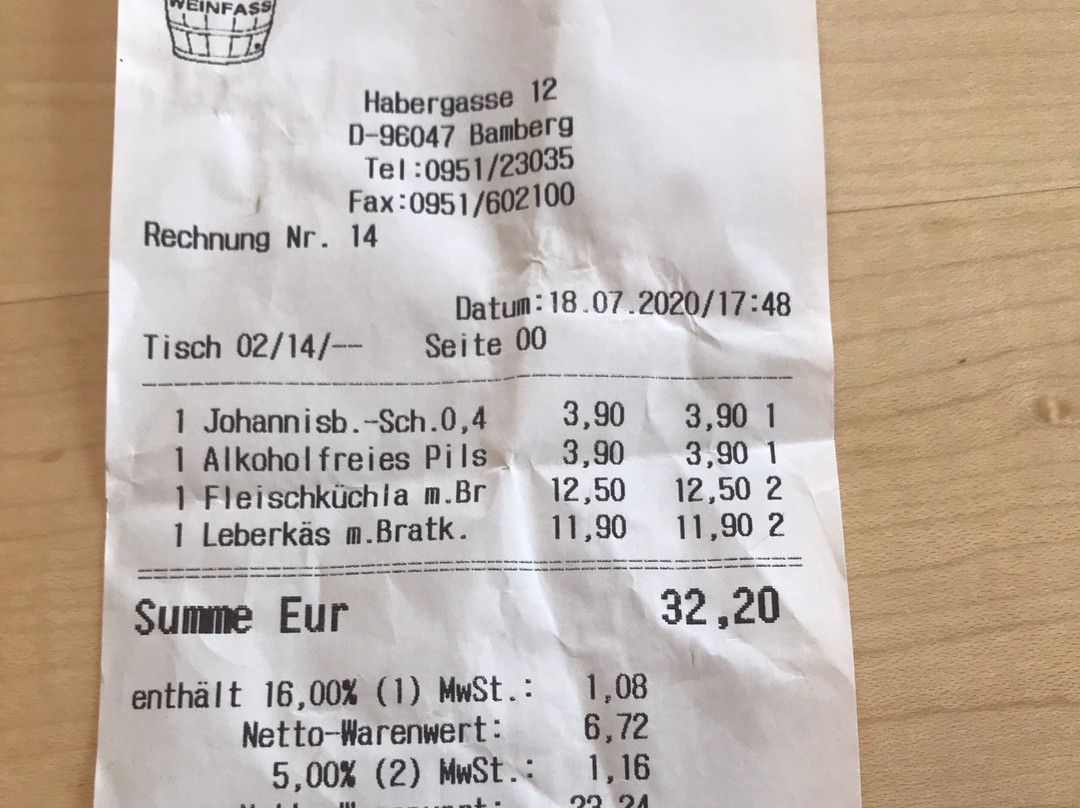 WEINFASS
Habergasse 12
D-96047 Bamberg
Tel:0951/23035
Fax:0951/602100
Rechnung Nr. 14
Datum:18.07.2020/17:48
Tisch 02/14/-- Seite 00
1 Johannisb.-Sch.0,4 3,90 3,90 1
1 Alkoholfreies Pils 3,90 3,90 1
1 Fleischküchla m.Br 12,50 12,50 2
1 Leberkäs m.Bratk. 11,90 11,90 2
Summe Eur 32,20
enthält 16,00% (1) MwSt.: 1,08
Netto-Warenwert: 6,72
5,00% (2) MwSt.: 1,16
Netto-Warenwert: 23,24